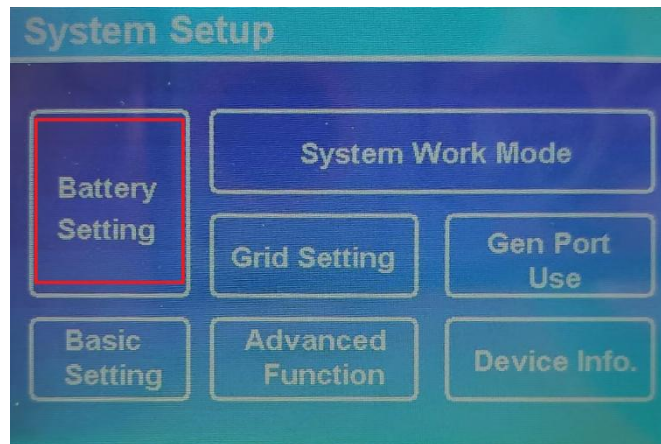 System Setup
Battery
Setting
System Work Mode
Grid Setting
Gen Port
Use
Basic
Setting
Advanced
Function
Device Info.